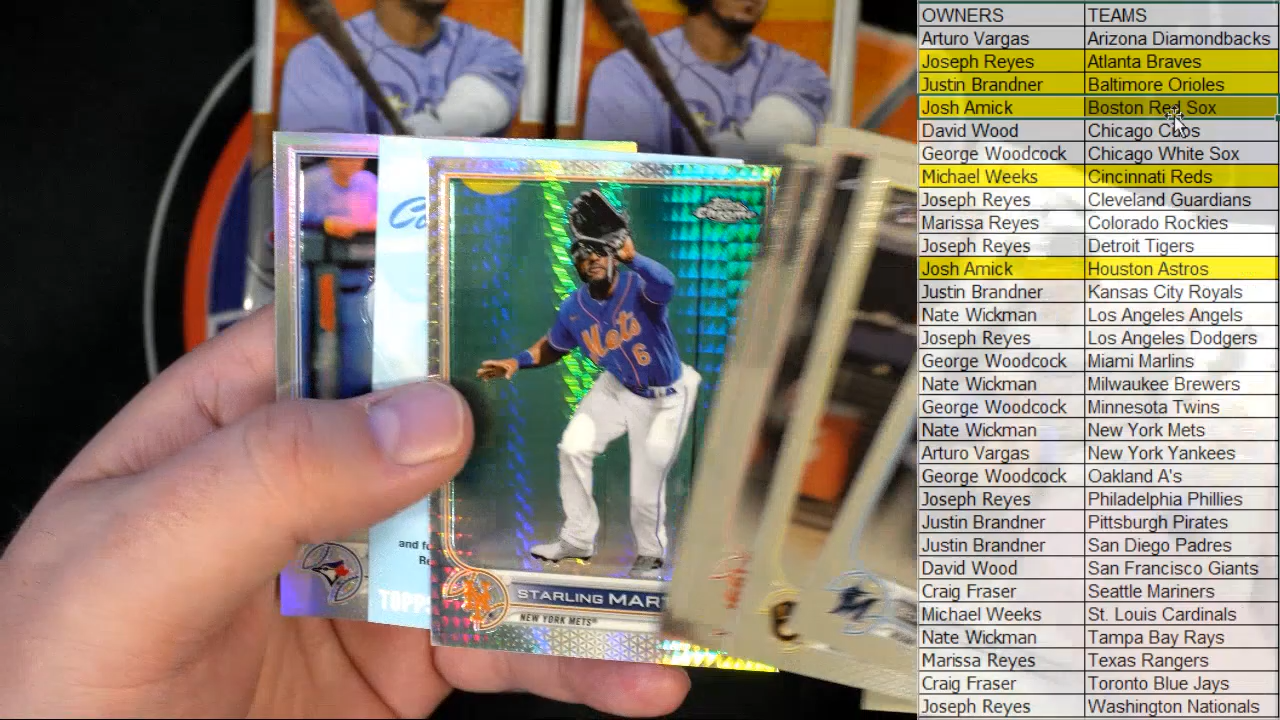 OWNERS TEAMS
Arturo Vargas Arizona Diamondbacks
Joseph Reyes Atlanta Braves
Justin Brandner Baltimore Orioles
Josh Amick Boston Red Sox
David Wood Chicago Cubs
George Woodcock Chicago White Sox
Michael Weeks Cincinnati Reds
Joseph Reyes Cleveland Guardians
Marissa Reyes Colorado Rockies
Joseph Reyes Detroit Tigers
Josh Amick Houston Astros
Justin Brandner Kansas City Royals
Nate Wickman Los Angeles Angels
Joseph Reyes Los Angeles Dodgers
George Woodcock Miami Marlins
Nate Wickman Milwaukee Brewers
George Woodcock Minnesota Twins
Nate Wickman New York Mets
Arturo Vargas New York Yankees
George Woodcock Oakland A's
Joseph Reyes Philadelphia Phillies
Justin Brandner Pittsburgh Pirates
Justin Brandner San Diego Padres
David Wood San Francisco Giants
Craig Fraser Seattle Mariners
Michael Weeks St. Louis Cardinals
Nate Wickman Tampa Bay Rays
Marissa Reyes Texas Rangers
Craig Fraser Toronto Blue Jays
Joseph Reyes Washington Nationals
Mets
6
and
TOPPS
STARLING MART
NEW YORK METS